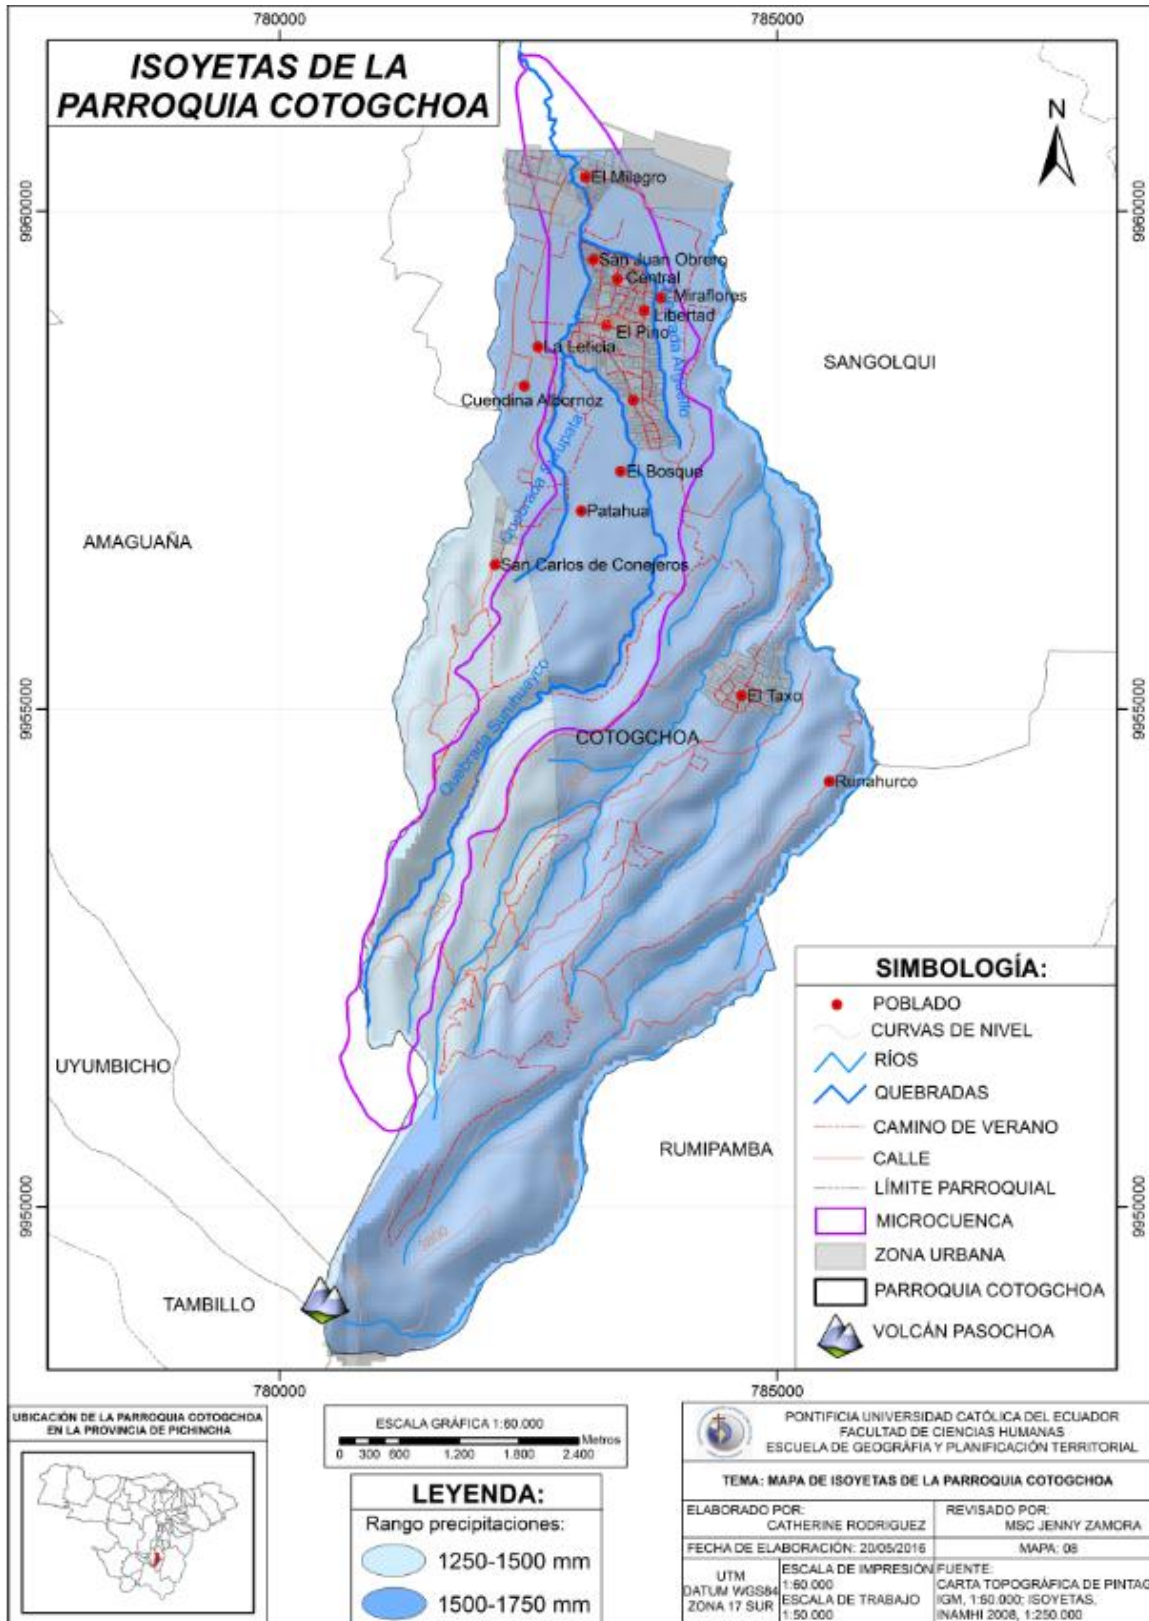 780000
785000
ISOYETAS DE LA
PARROQUIA COTOGCHOA
N
9960000
9960000
El Milagro
San Juan Obrero
Central
Miraflores
Libertad
El Pino
La Leticia
SANGOLQUI
Cuendina Albornoz
El Bosque
Quebrada
Patahua
AMAGUAÑA
San Carlos de Conejeros
Quebrada Suruhuayco
El Taxo
9955000
9955000
COTOGCHOA
Runahurco
UYUMBICHO
RUMIPAMBA
9950000
9950000
TAMBILLO
SIMBOLOGÍA:
POBLADO
CURVAS DE NIVEL
RÍOS
QUEBRADAS
CAMINO DE VERANO
CALLE
LÍMITE PARROQUIAL
MICROCUENCA
ZONA URBANA
PARROQUIA COTOGCHOA
VOLCÁN PASOCHOA
780000
785000
UBICACIÓN DE LA PARROQUIA COTOGCHOA
EN LA PROVINCIA DE PICHINCHA
ESCALA GRÁFICA 1:60.000
Metros
0 300 600 1.200 1.800 2.400
LEYENDA:
Rango precipitaciones:
1250-1500 mm
1500-1750 mm
PONTIFICIA UNIVERSIDAD CATÓLICA DEL ECUADOR
FACULTAD DE CIENCIAS HUMANAS
ESCUELA DE GEOGRÁFIA Y PLANIFICACIÓN TERRITORIAL
TEMA: MAPA DE ISOYETAS DE LA PARROQUIA COTOGCHOA
ELABORADO POR:
CATHERINE RODRIGUEZ
REVISADO POR:
MSC JENNY ZAMORA
FECHA DE ELABORACIÓN: 20/05/2016
MAPA: 08
UTM
DATUM WGS84
ZONA 17 SUR
ESCALA DE IMPRESIÓN
1:60.000
ESCALA DE TRABAJO
1:50.000
FUENTE:
CARTA TOPOGRÁFICA DE PINTAG
IGM, 1:50.000; ISOYETAS,
INAMHI 2008, 1:250.000